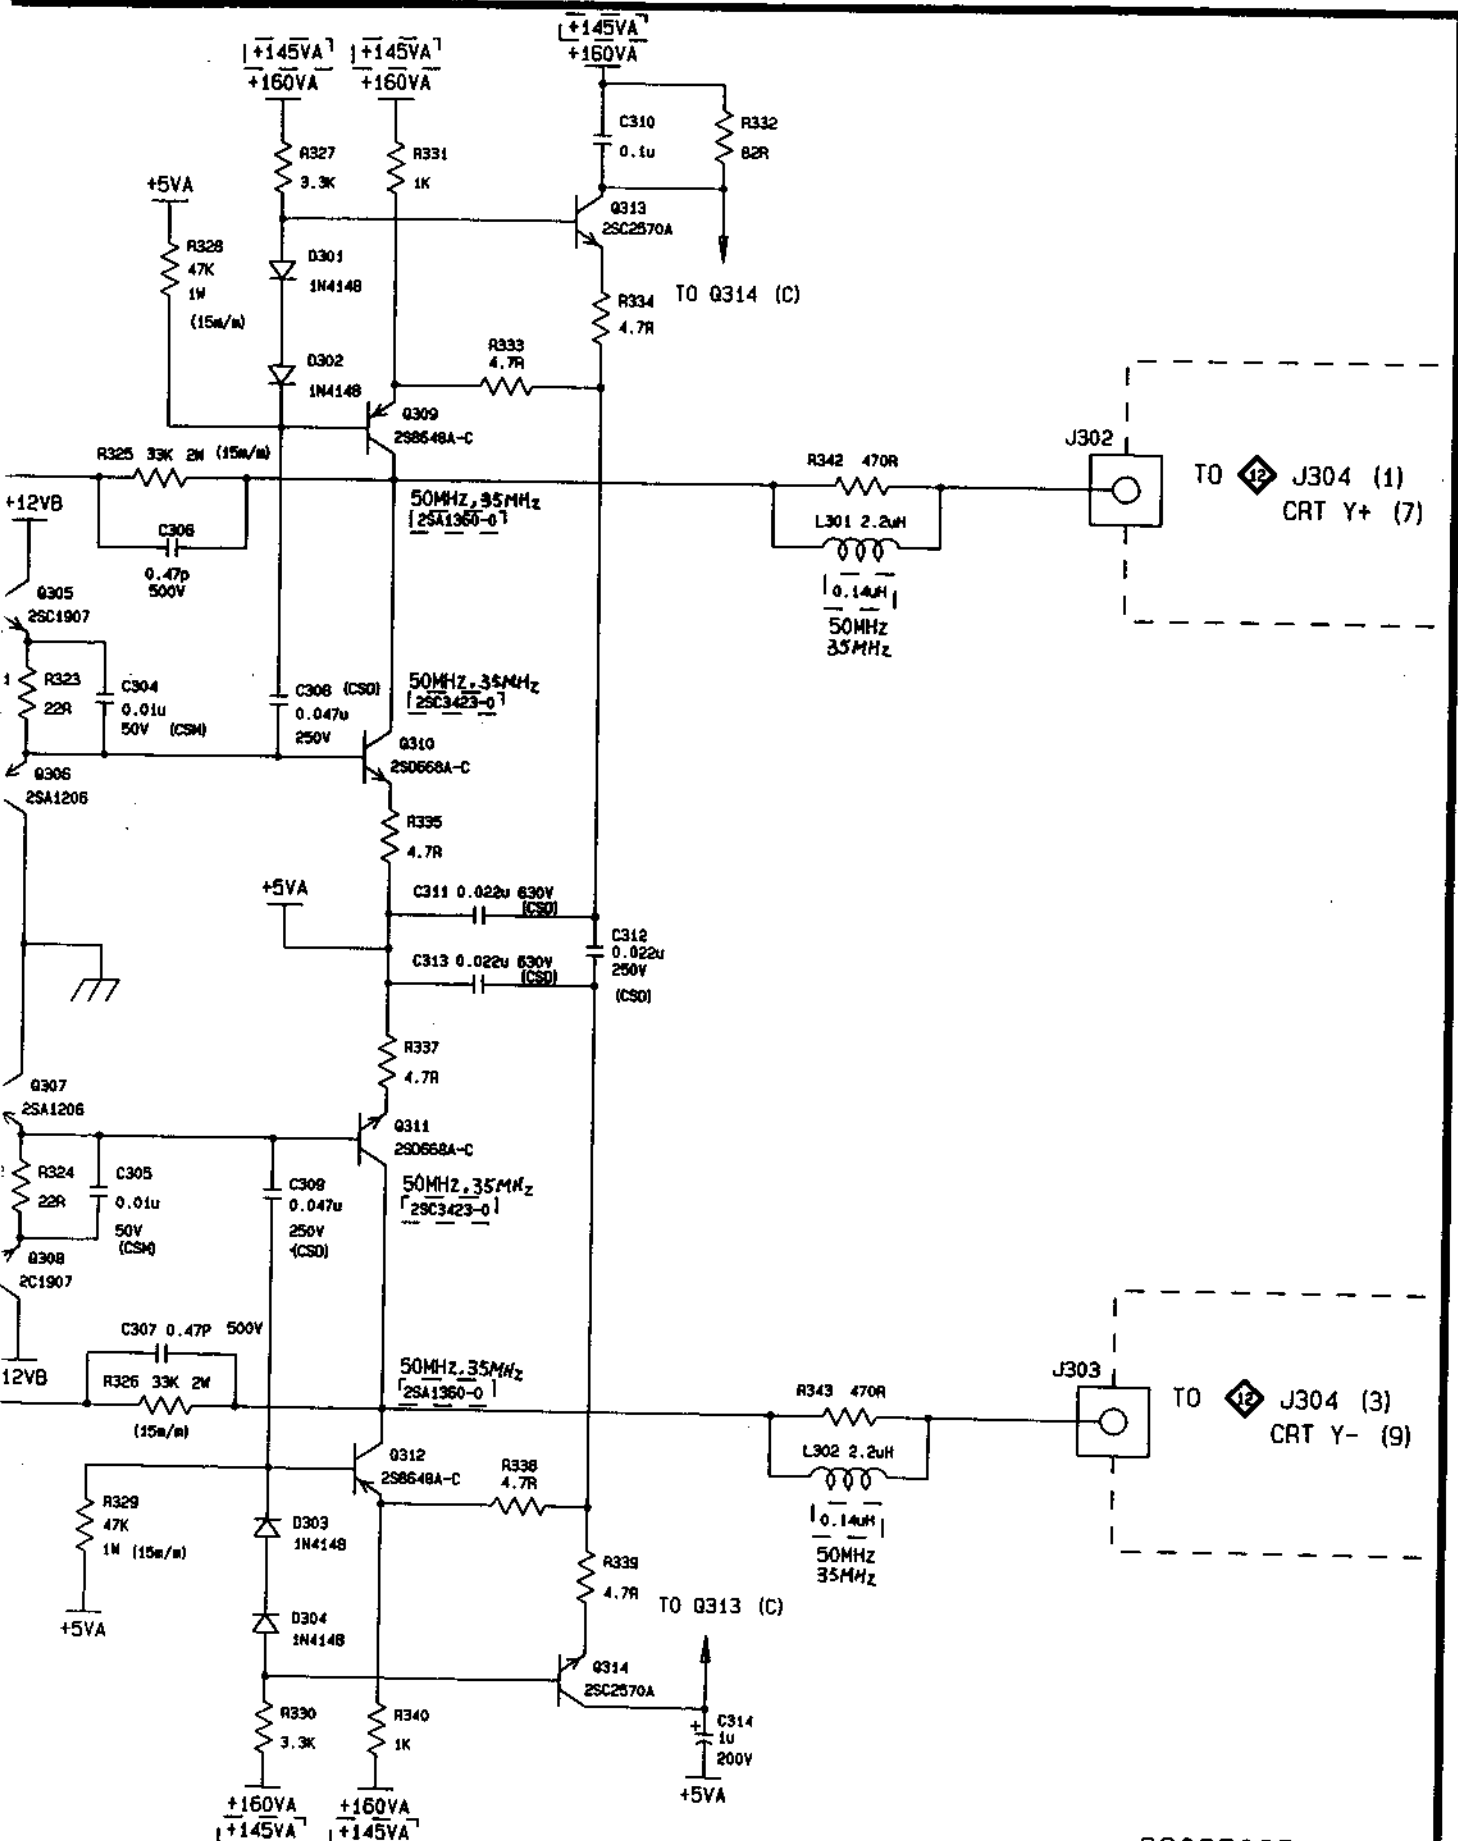 +145VA
+160VA
+145VA
+160VA
+145VA
+160VA
C310
0.1u
R332
82R
R327
3.3K
R331
1K
+5VA
Q313
2SC2570A
R328
47K
1W
(15m/m)
D301
1N4148
TO Q314 (C)
R334
4.7R
R333
4.7R
D302
1N4148
Q309
2SB648A-C
J302
R325 33K 2W (15m/m)
R342 470R
TO 12 J304 (1)
CRT Y+ (7)
+12VB
50MHz,35MHz
2SA1360-O
L301 2.2uH
C306
0.47p
500V
0.14uH
50MHz
35MHz
Q305
2SC1907
R323
22R
C304
0.01u
50V (CSM)
C308 (CSD)
0.047u
250V
50MHZ.35MHz
2SC3423-O
Q310
2SD668A-C
Q306
2SA1206
R335
4.7R
+5VA
C311 0.022u 630V
(CSD)
C312
0.022u
250V
(CSD)
C313 0.022u 630V
(CSD)
R337
4.7R
Q307
2SA1206
Q311
2SD668A-C
R324
22R
C305
0.01u
50V
(CSM)
C309
0.047u
250V
(CSD)
50MHZ.35MHz
2SC3423-O
Q308
2C1907
C307 0.47P 500V
12VB
R326 33K 2W
(15m/m)
50MHZ.35MHz
2SA1360-O
J303
R343 470R
TO 12 J304 (3)
CRT Y- (9)
L302 2.2uH
Q312
2SB648A-C
R338
4.7R
0.14uH
50MHz
35MHz
R329
47K
1W (15m/m)
D303
1N4148
R339
4.7R
+5VA
D304
1N4148
TO Q313 (C)
Q314
2SC2570A
R330
3.3K
R340
1K
+
C314
1u
200V
+5VA
+160VA
+145VA
+160VA
+145VA